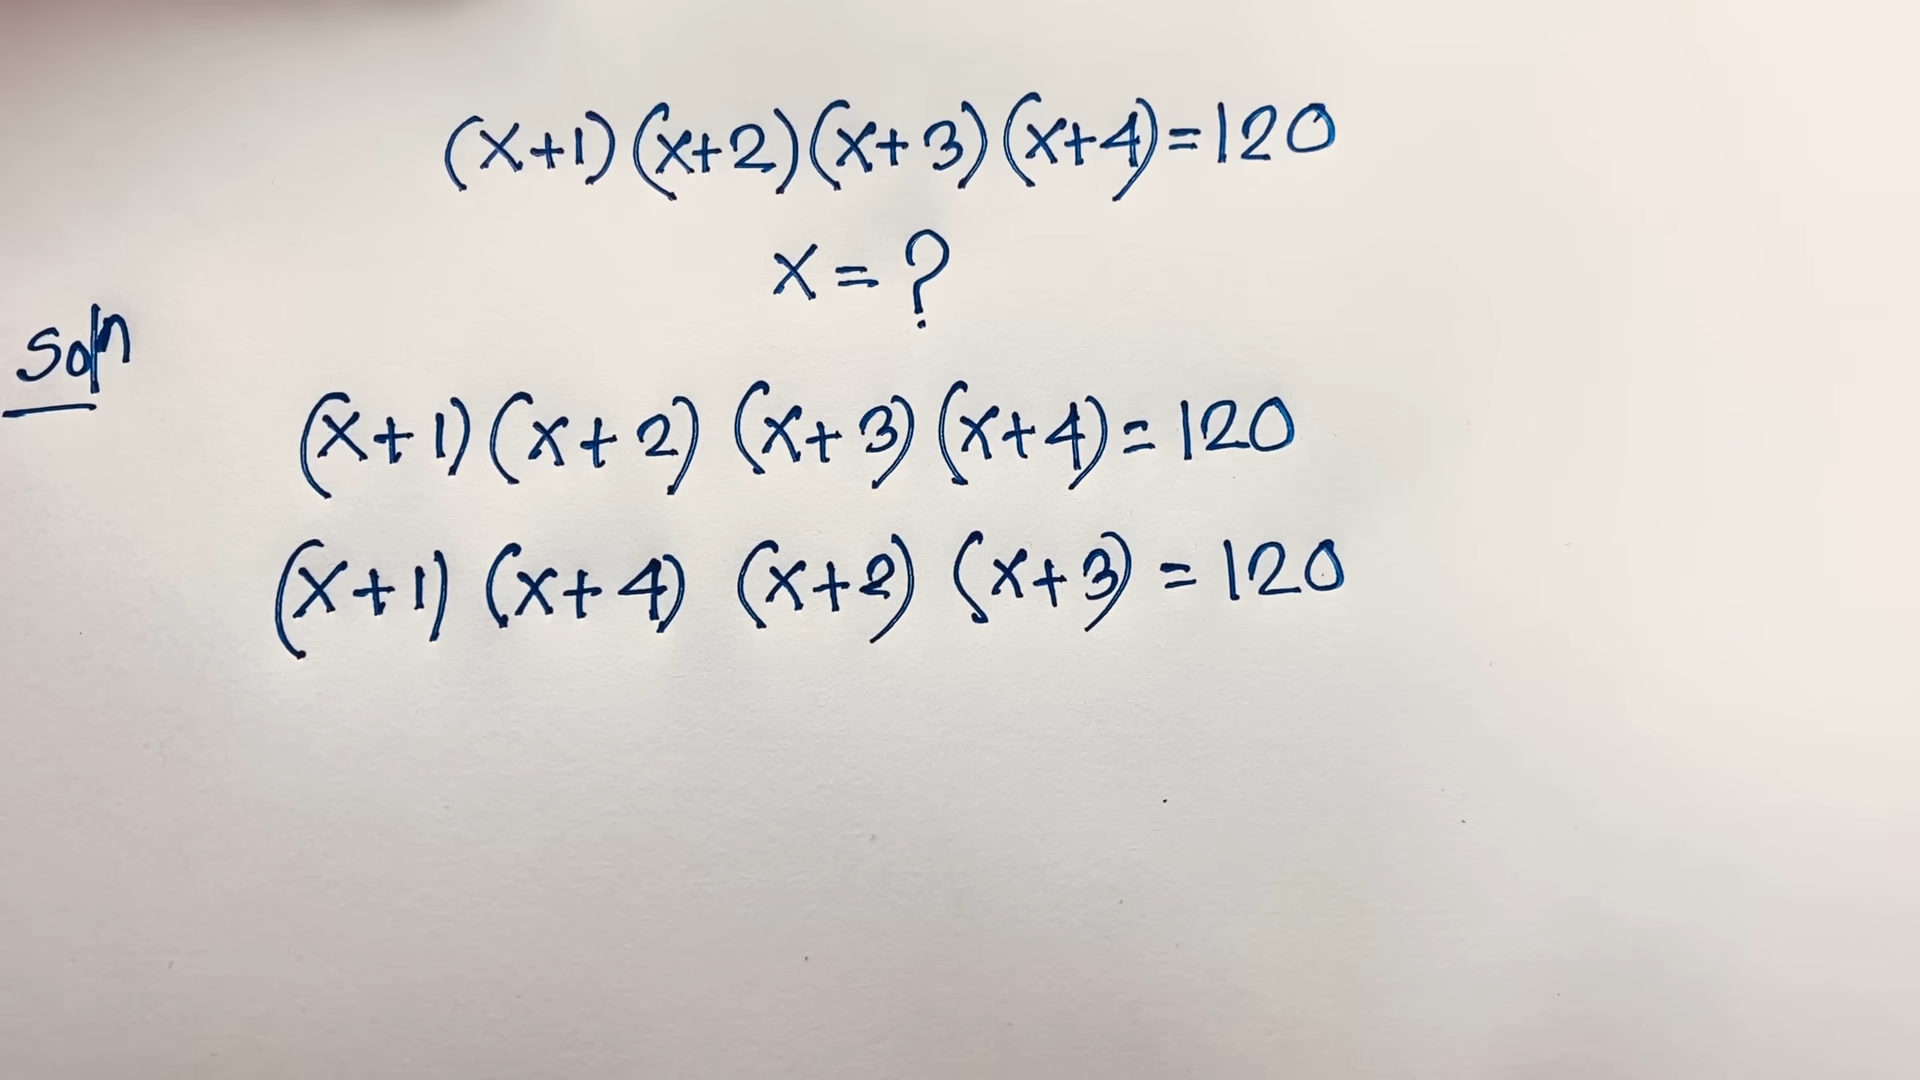 (x+1)(x+2)(x+3)(x+4)=120
x=?
Soln
(x+1)(x+2)(x+3)(x+4)=120
(x+1)(x+4)(x+2)(x+3)=120